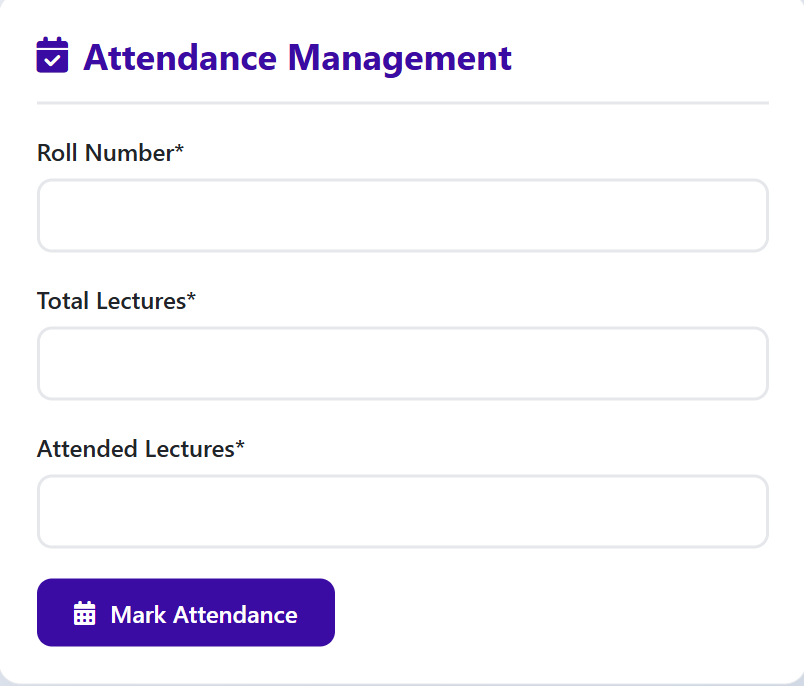 Attendance Management
Roll Number*
Total Lectures*
Attended Lectures*
Mark Attendance